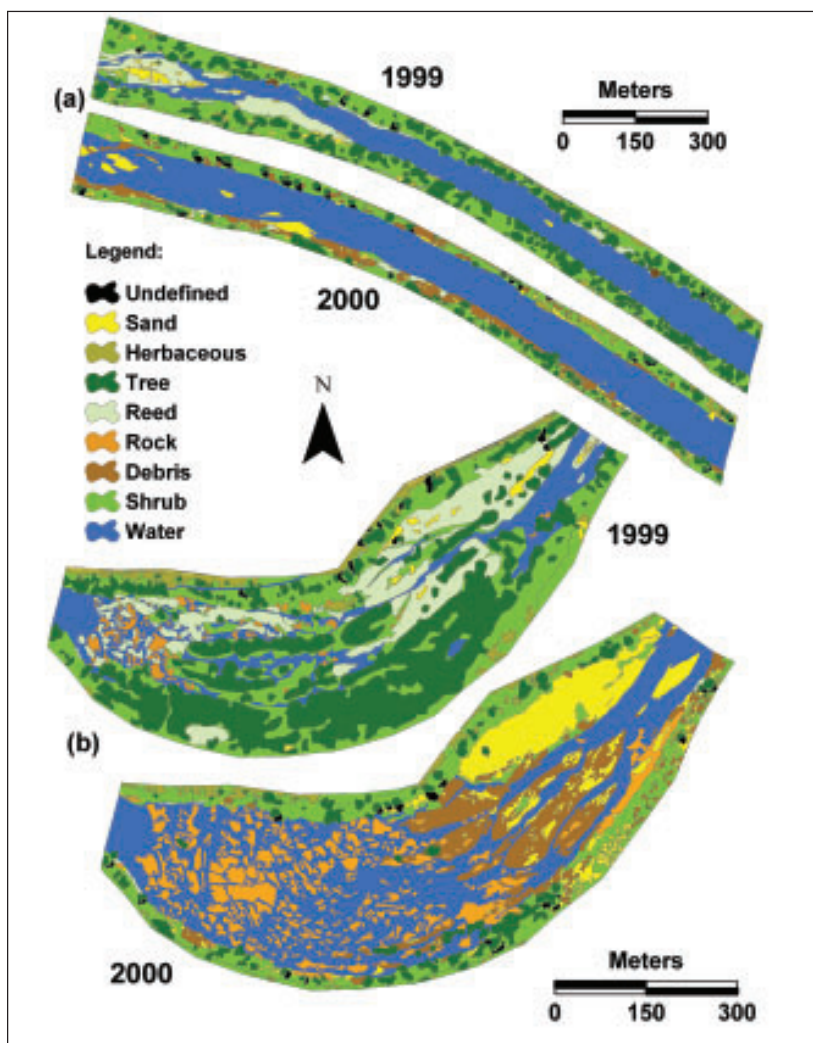 1999
(a)
Meters
0 150 300
2000
Legend:
Undefined
Sand
Herbaceous
Tree
Reed
Rock
Debris
Shrub
Water
N
1999
(b)
2000
Meters
0 150 300